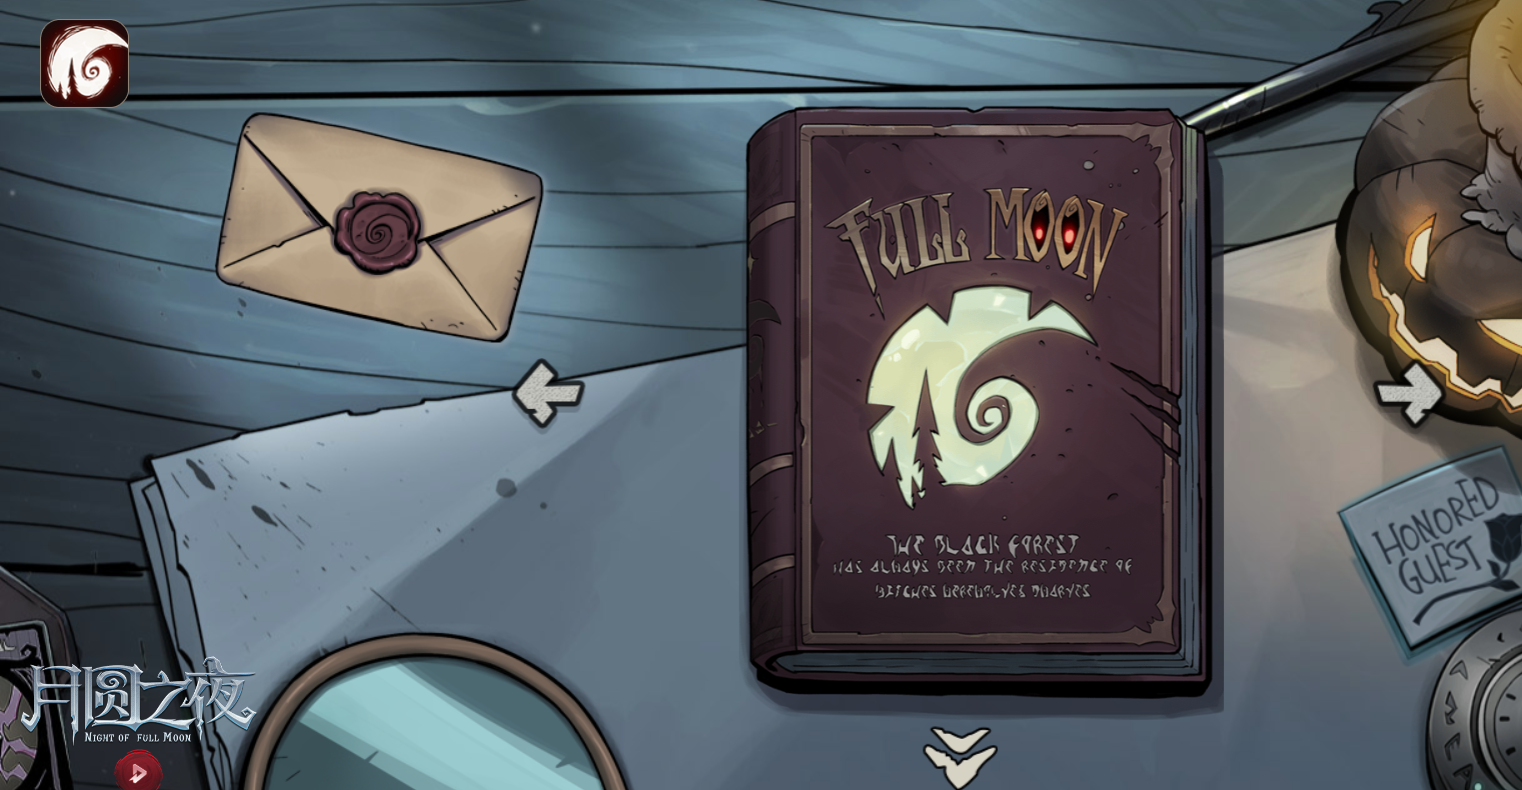 FULL MOON
THE BLACK FOREST
HAS ALWAYS BEEN THE RESIDENCE OF
WITCHES WEREWOLVES DWARVES
HONORED
GUEST
月圆之夜
NIGHT OF FULL MOON